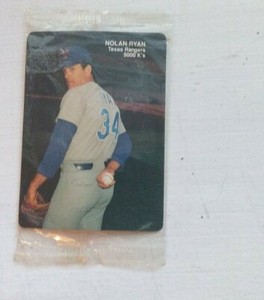 NOLAN RYAN
Texas Rangers
5000 K's
34